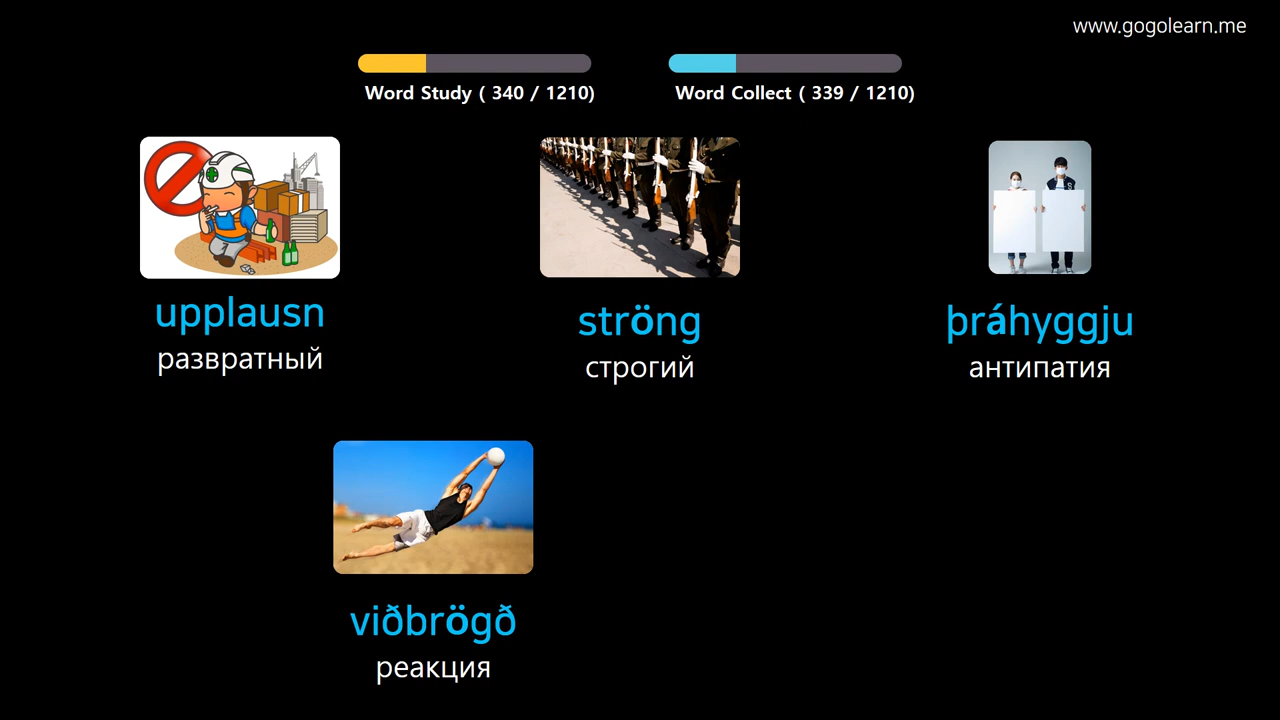 www.gogolearn.me
Word Study ( 340 / 1210)
Word Collect ( 339 / 1210)
upplausn
развратный
ströng
строгий
þráhyggju
антипатия
viðbrögð
реакция